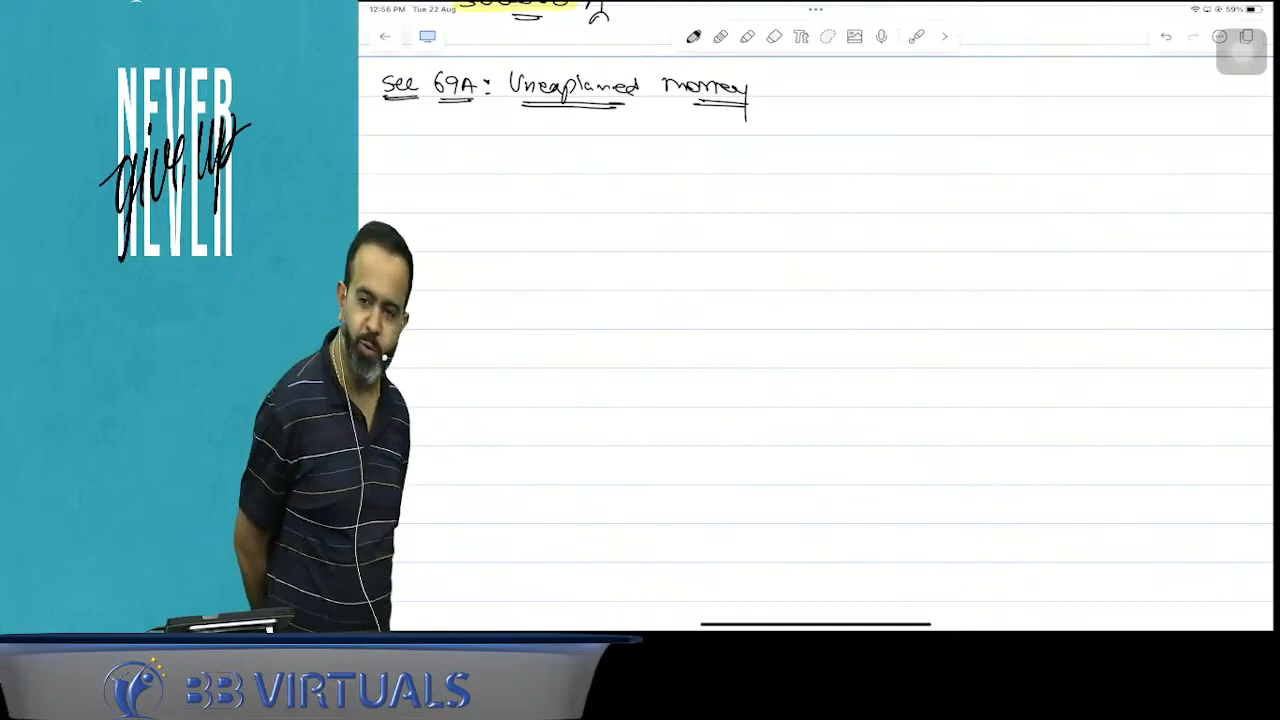 12:56 PM Tue 22 Aug
59%
Sec 69A: Unexplained money
NEVER
give up
NEVER
BB VIRTUALS